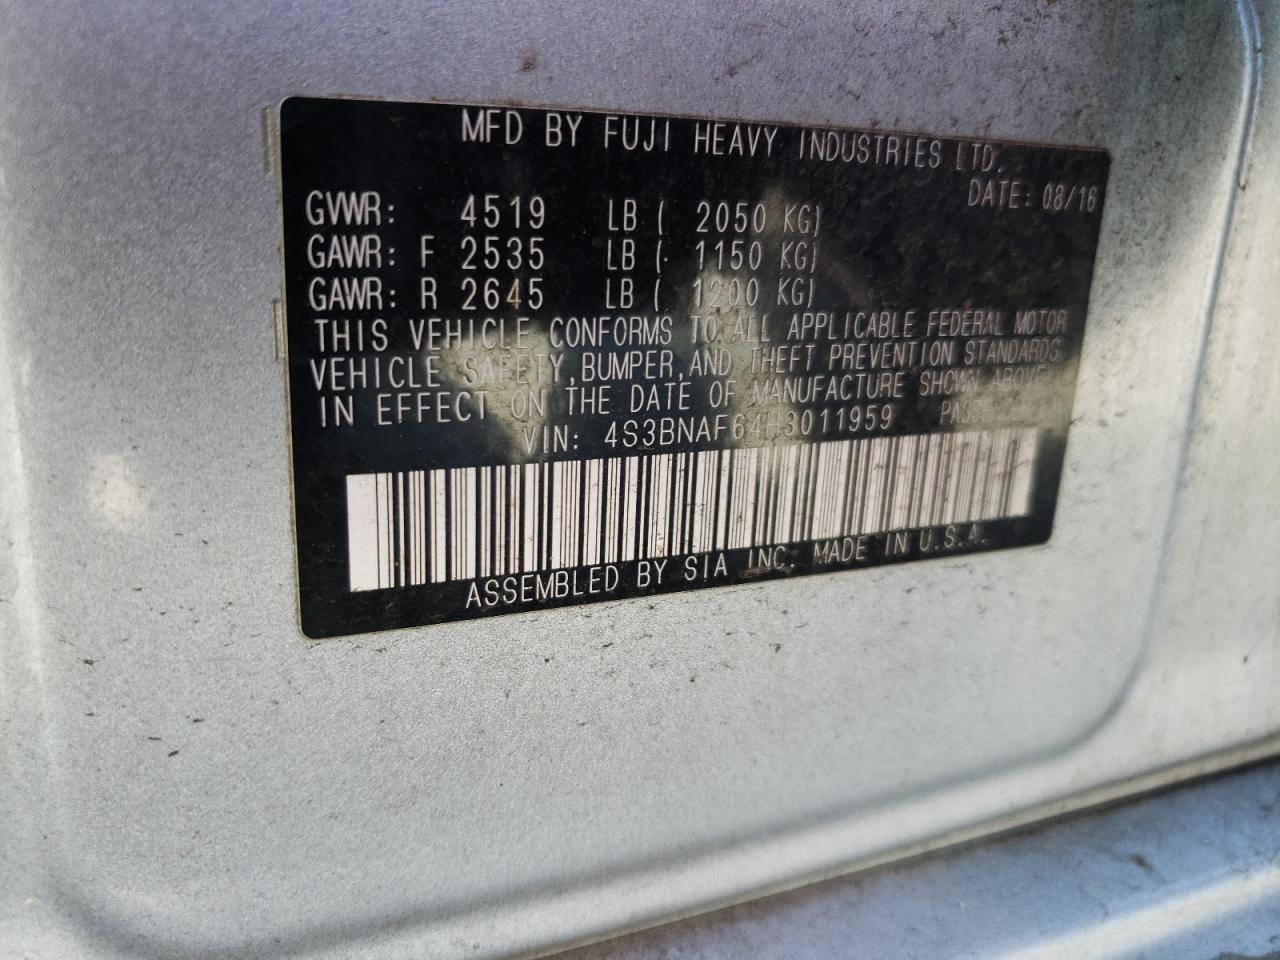 MFD BY FUJI HEAVY INDUSTRIES LTD.
DATE: 08/16
GVWR: 4519 LB ( 2050 KG)
GAWR: F 2535 LB ( 1150 KG)
GAWR: R 2645 LB ( 1200 KG)
THIS VEHICLE CONFORMS TO ALL APPLICABLE FEDERAL MOTOR
VEHICLE SAFETY, BUMPER, AND THEFT PREVENTION STANDARDS
IN EFFECT ON THE DATE OF MANUFACTURE SHOWN ABOVE
VIN: 4S3BNAF64H3011959
ASSEMBLED BY SIA INC. MADE IN U.S.A.